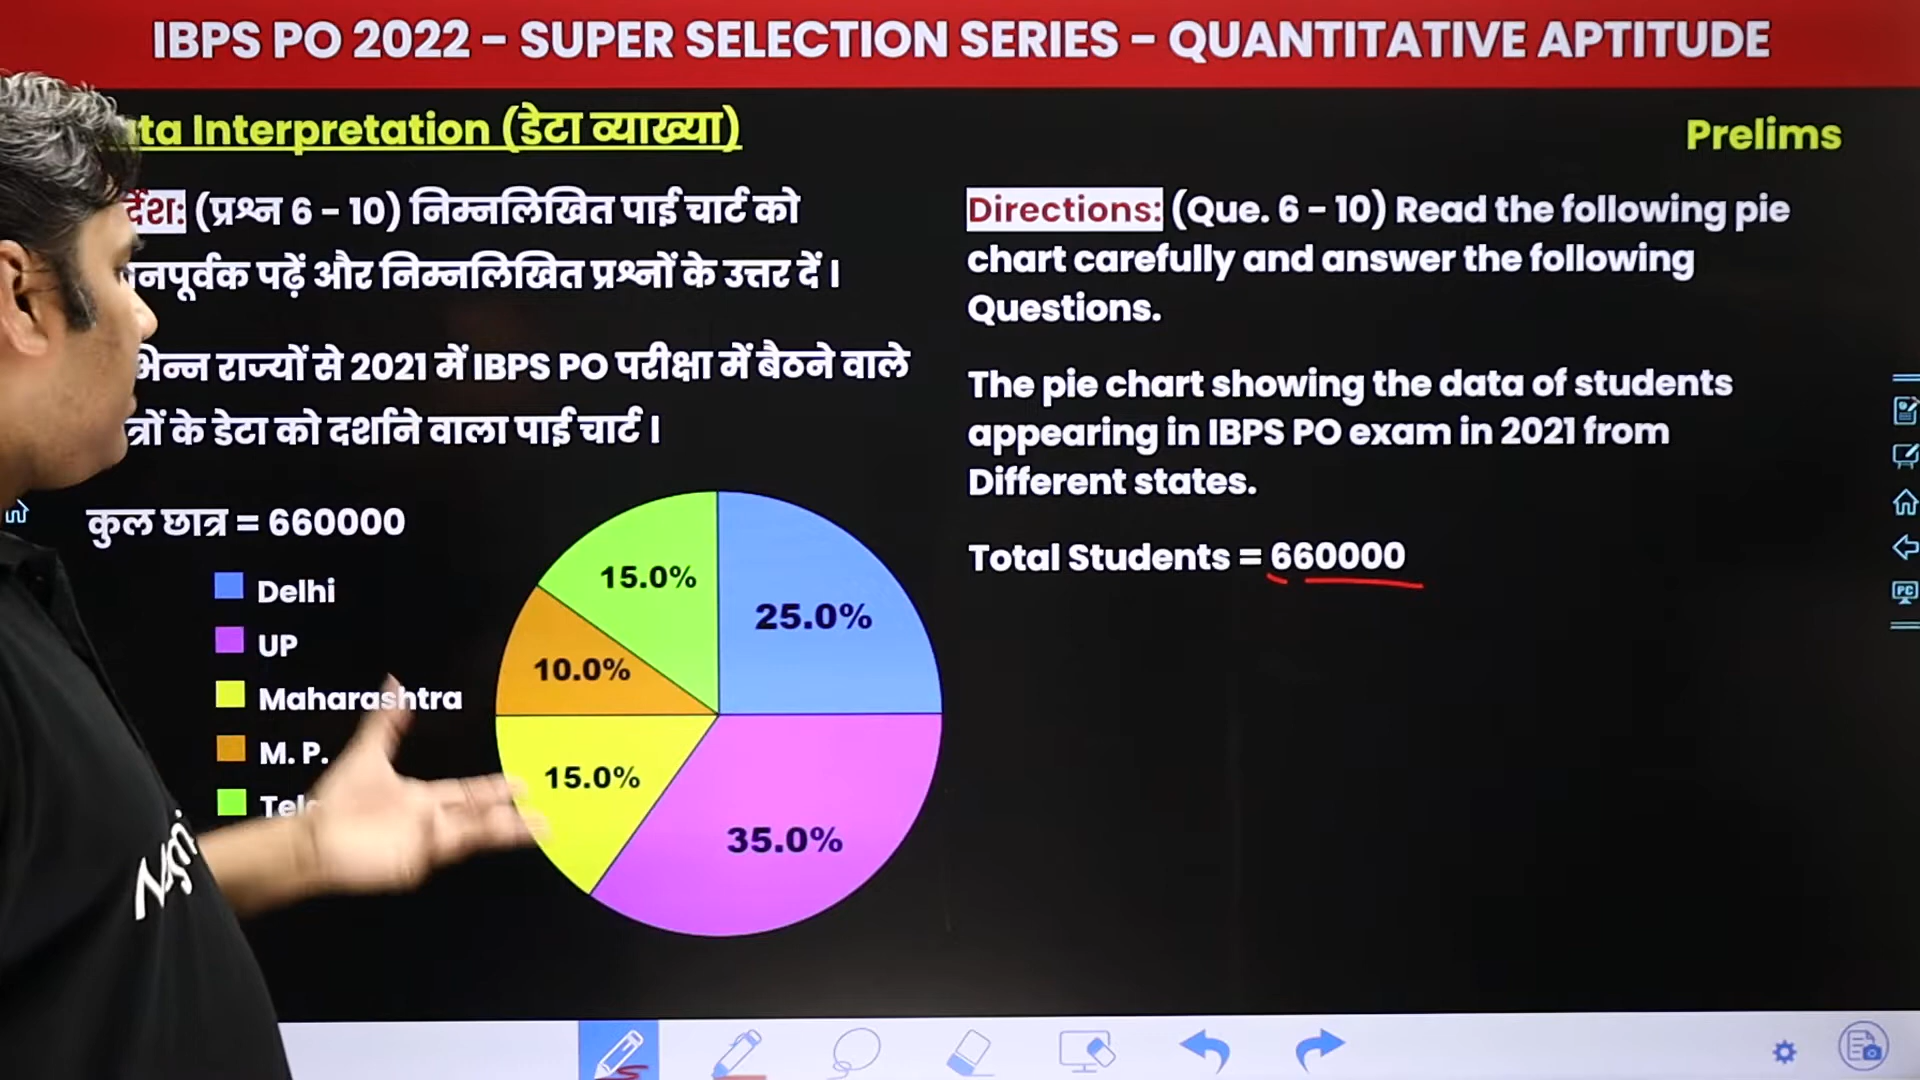 IBPS PO 2022 - SUPER SELECTION SERIES - QUANTITATIVE APTITUDE
Interpretation (डेटा व्याख्या)
Prelims
(प्रश्न 6 - 10) निम्नलिखित पाई चार्ट को
पढ़ें और निम्नलिखित प्रश्नों के उत्तर दें।
राज्यों से 2021 में IBPS PO परीक्षा में बैठने वाले
के डेटा को दर्शाने वाला पाई चार्ट।
कुल छात्र = 660000
Delhi
UP
Maharashtra
M. P.
15.0%
25.0%
10.0%
15.0%
35.0%
Directions: (Que. 6 - 10) Read the following pie
chart carefully and answer the following
Questions.
The pie chart showing the data of students
appearing in IBPS PO exam in 2021 from
Different states.
Total Students = 660000
PC